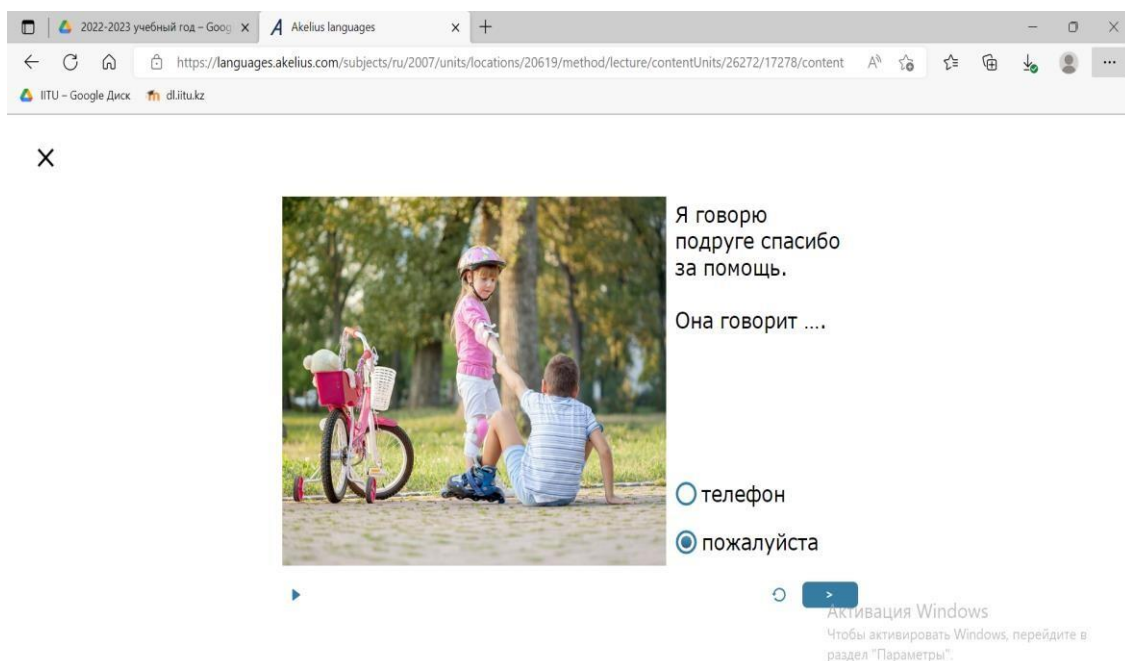 2022-2023 учебный год – Goog
Akelius languages
https://languages.akelius.com/subjects/ru/2007/units/locations/20619/method/lecture/contentUnits/26272/17278/content
IITU – Google Диск
dl.iitu.kz
Я говорю
подруге спасибо
за помощь.
Она говорит ....
телефон
пожалуйста
Активация Windows
Чтобы активировать Windows, перейдите в
раздел "Параметры".